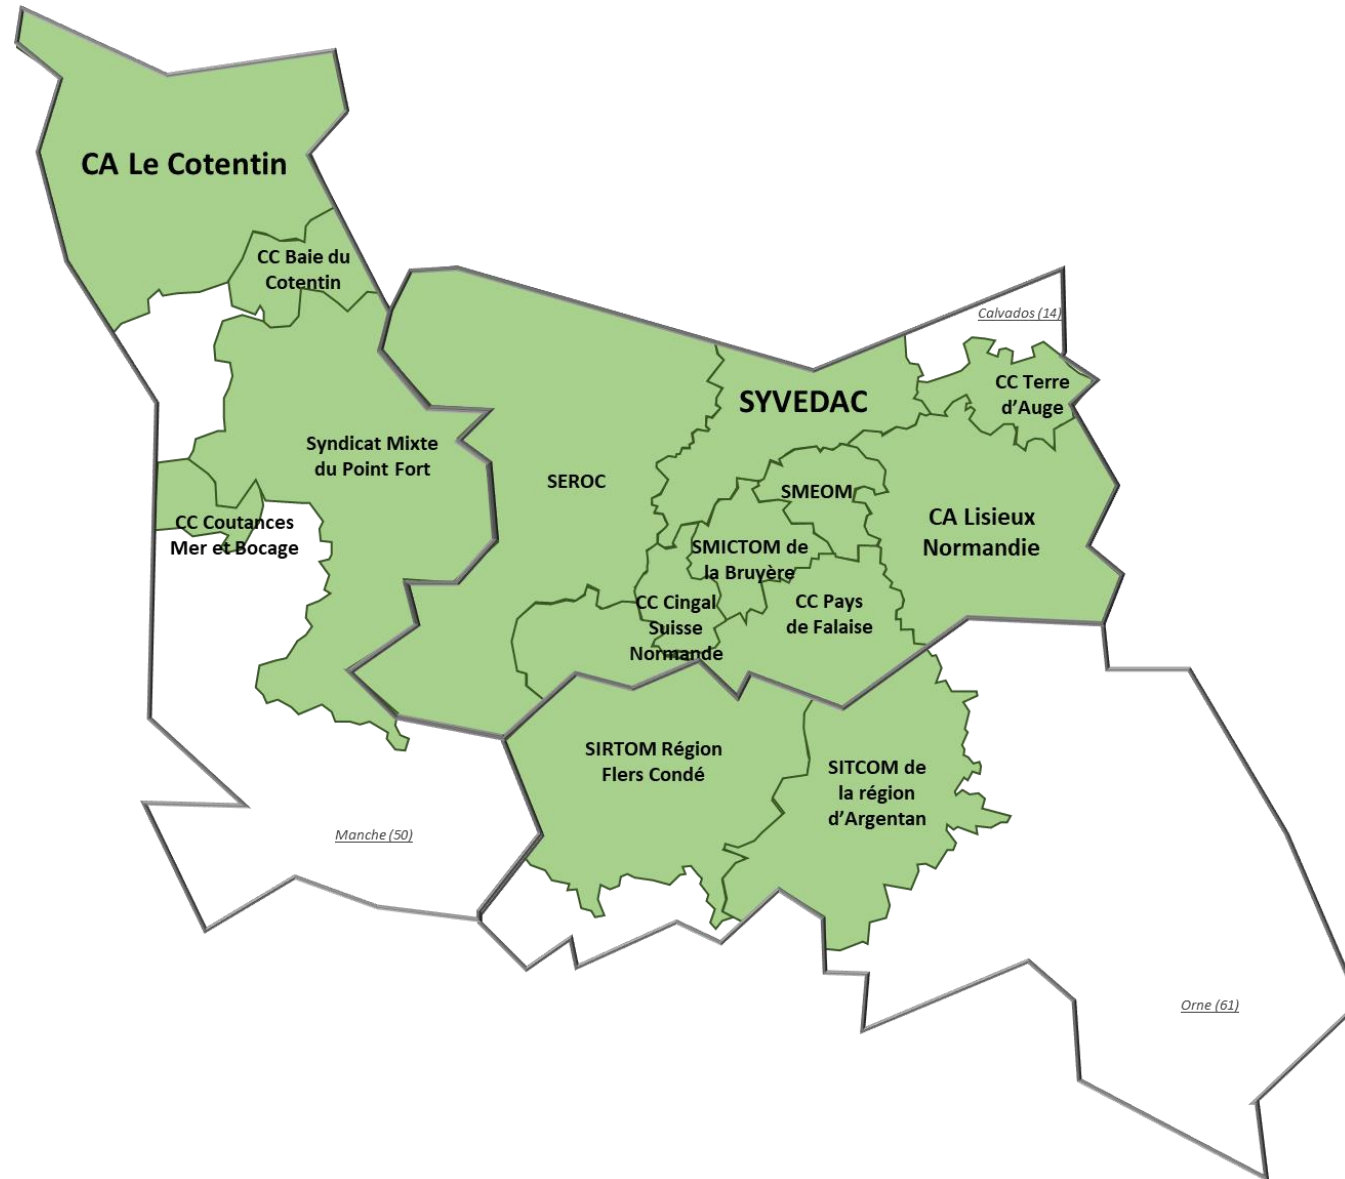 CA Le Cotentin
CC Baie du
Cotentin
Calvados (14)
CC Terre
d’Auge
SYVEDAC
Syndicat Mixte
du Point Fort
SEROC
SMEOM
CA Lisieux
Normandie
CC Coutances
Mer et Bocage
SMICTOM de
la Bruyère
CC Cingal
Suisse
Normande
CC Pays
de Falaise
SIRTOM Région
Flers Condé
SITCOM de
la région
d’Argentan
Manche (50)
Orne (61)